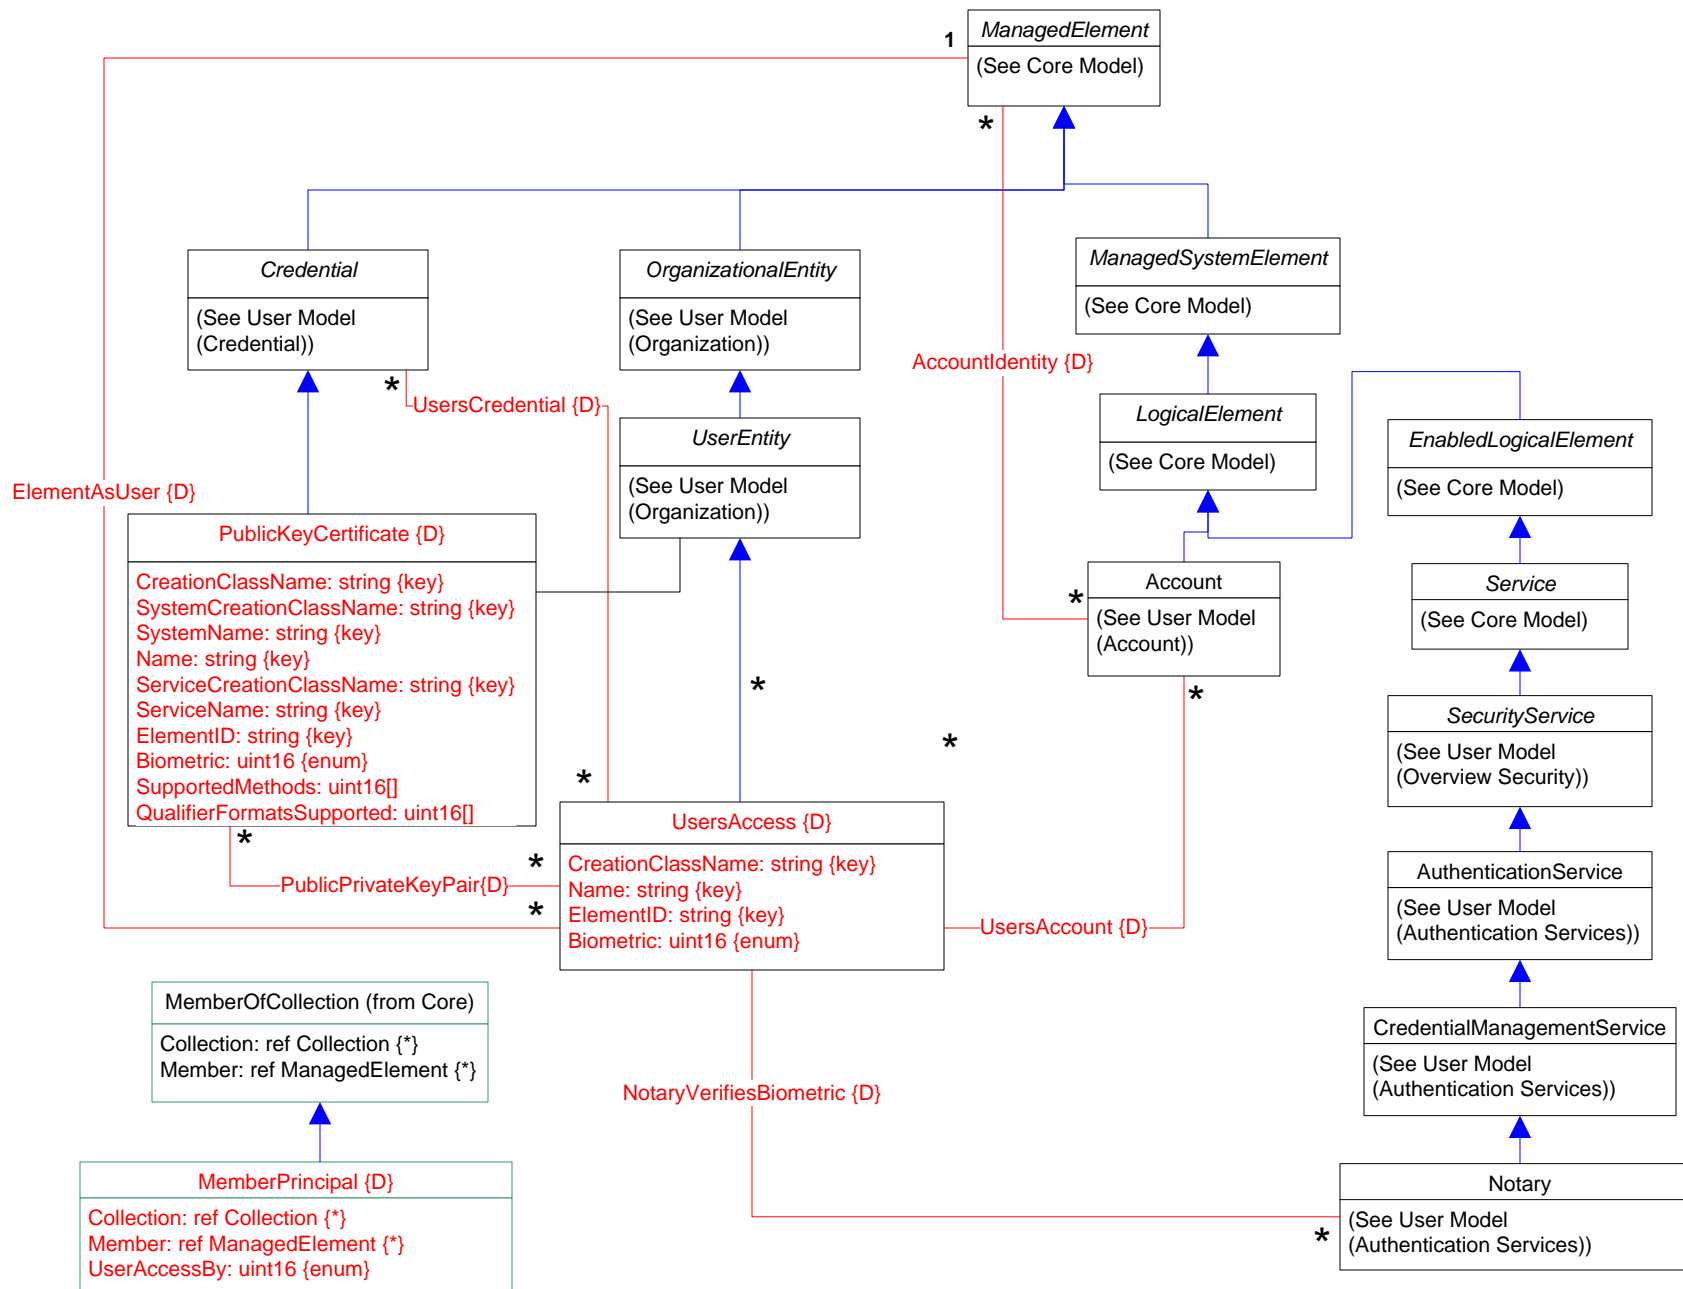 ManagedElement
(See Core Model)
1
*
Credential
(See User Model
(Credential))
*
OrganizationalEntity
(See User Model
(Organization))
ManagedSystemElement
(See Core Model)
AccountIdentity {D}
UsersCredential {D}
UserEntity
(See User Model
(Organization))
LogicalElement
(See Core Model)
EnabledLogicalElement
(See Core Model)
ElementAsUser {D}
PublicKeyCertificate {D}
CreationClassName: string {key}
SystemCreationClassName: string {key}
SystemName: string {key}
Name: string {key}
ServiceCreationClassName: string {key}
ServiceName: string {key}
ElementID: string {key}
Biometric: uint16 {enum}
SupportedMethods: uint16[]
QualifierFormatsSupported: uint16[]
*
*
Account
(See User Model
(Account))
*
Service
(See Core Model)
*
*
*
SecurityService
(See User Model
(Overview Security))
UsersAccess {D}
CreationClassName: string {key}
Name: string {key}
ElementID: string {key}
Biometric: uint16 {enum}
*
*
PublicPrivateKeyPair{D}
UsersAccount {D}
AuthenticationService
(See User Model
(Authentication Services))
MemberOfCollection (from Core)
Collection: ref Collection {*}
Member: ref ManagedElement {*}
CredentialManagementService
(See User Model
(Authentication Services))
NotaryVerifiesBiometric {D}
MemberPrincipal {D}
Collection: ref Collection {*}
Member: ref ManagedElement {*}
UserAccessBy: uint16 {enum}
*
Notary
(See User Model
(Authentication Services))